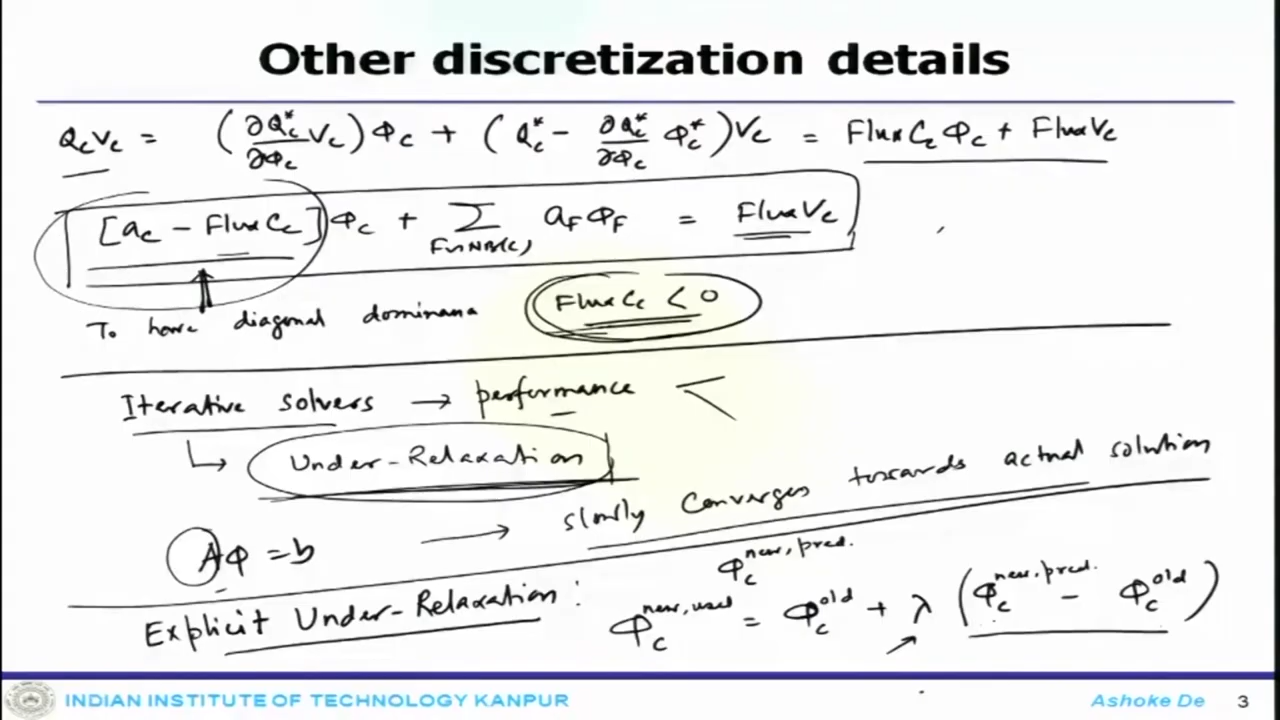 Other discretization details
Q_c V_c = (∂Q_c^*/∂Φ_c V_c) Φ_c + (Q_c^* - ∂Q_c^*/∂Φ_c Φ_c^*) V_c = FluxC_c Φ_c + FluxV_c
[a_c - FluxC_c] Φ_c + Σ_{F∼NB(C)} a_F Φ_F = FluxV_c
To have diagonal dominana FluxC_c < 0
Iterative solvers → performance <
↳ Under-Relaxation
AΦ = b → slowly converges towards actual solution
Φ_c^{new,pred.}
Explicit Under-Relaxation: Φ_c^{new,used} = Φ_c^{old} + λ (Φ_c^{new,pred.} - Φ_c^{old})
INDIAN INSTITUTE OF TECHNOLOGY KANPUR
Ashoke De 3